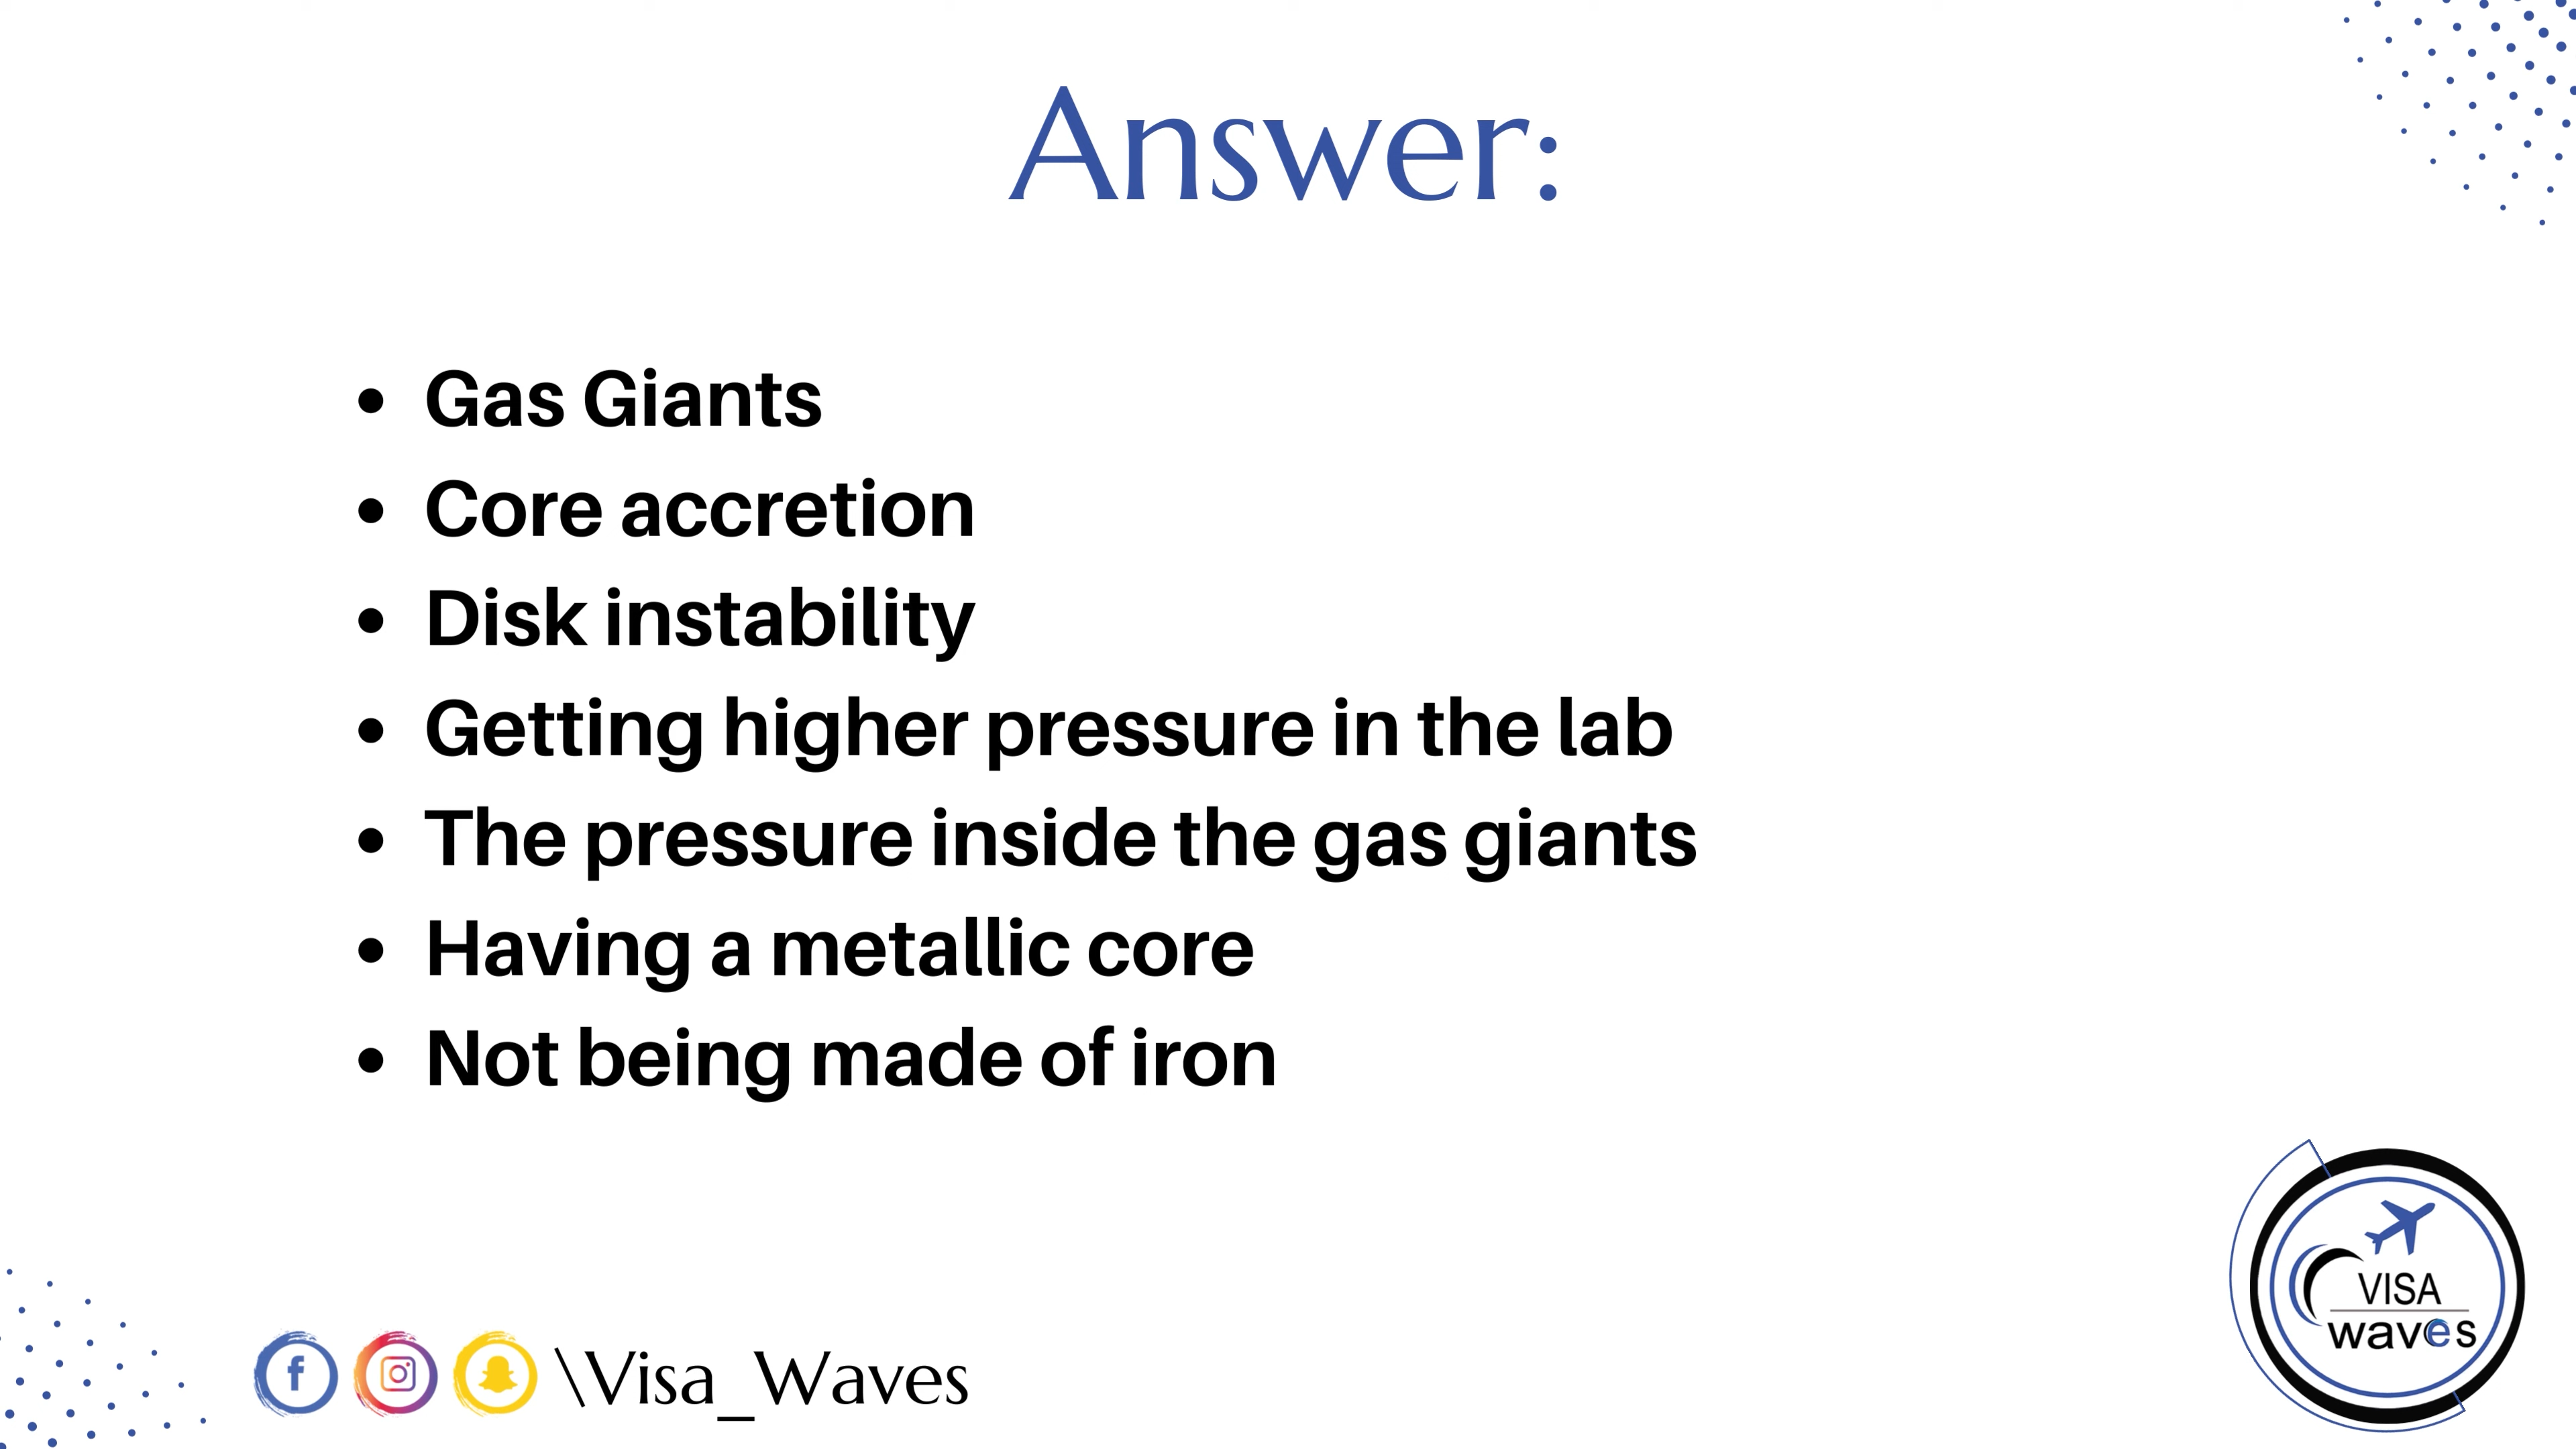 Answer:
• Gas Giants
• Core accretion
• Disk instability
• Getting higher pressure in the lab
• The pressure inside the gas giants
• Having a metallic core
• Not being made of iron
VISA
waves
\Visa_Waves